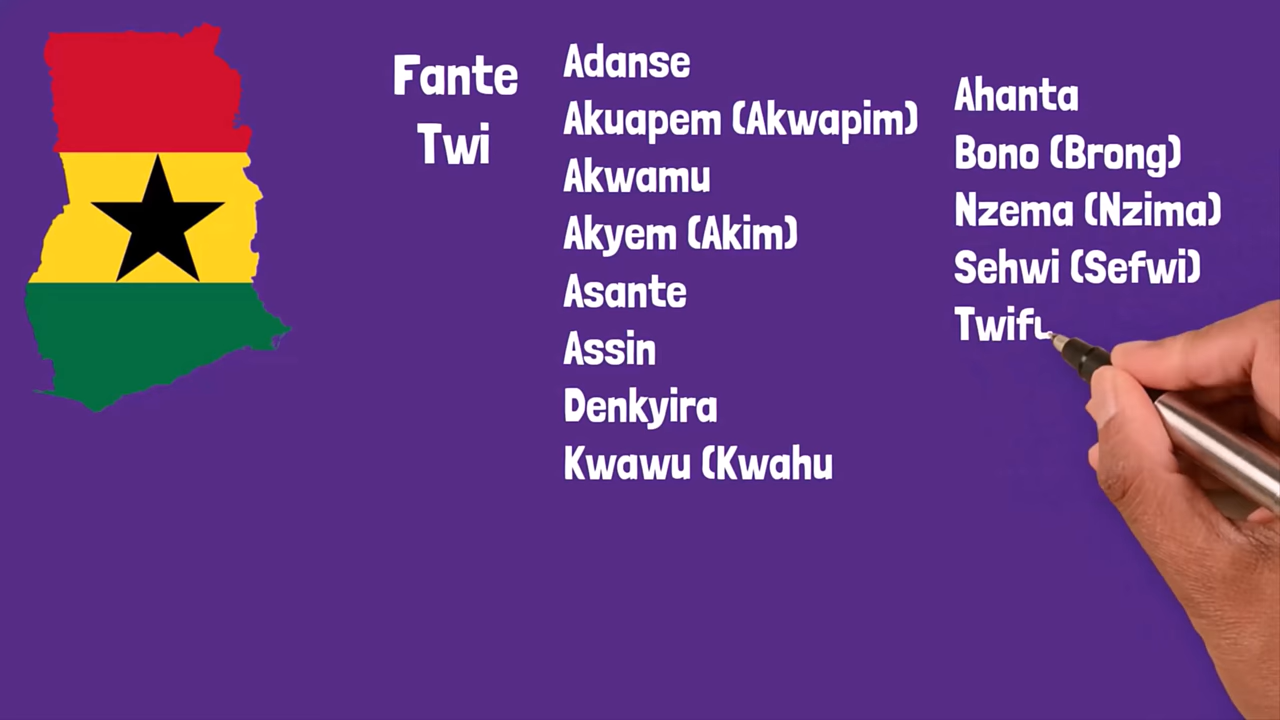 Fante
Twi
Adanse
Akuapem (Akwapim)
Akwamu
Akyem (Akim)
Asante
Assin
Denkyira
Kwawu (Kwahu
Ahanta
Bono (Brong)
Nzema (Nzima)
Sehwi (Sefwi)
Twifu